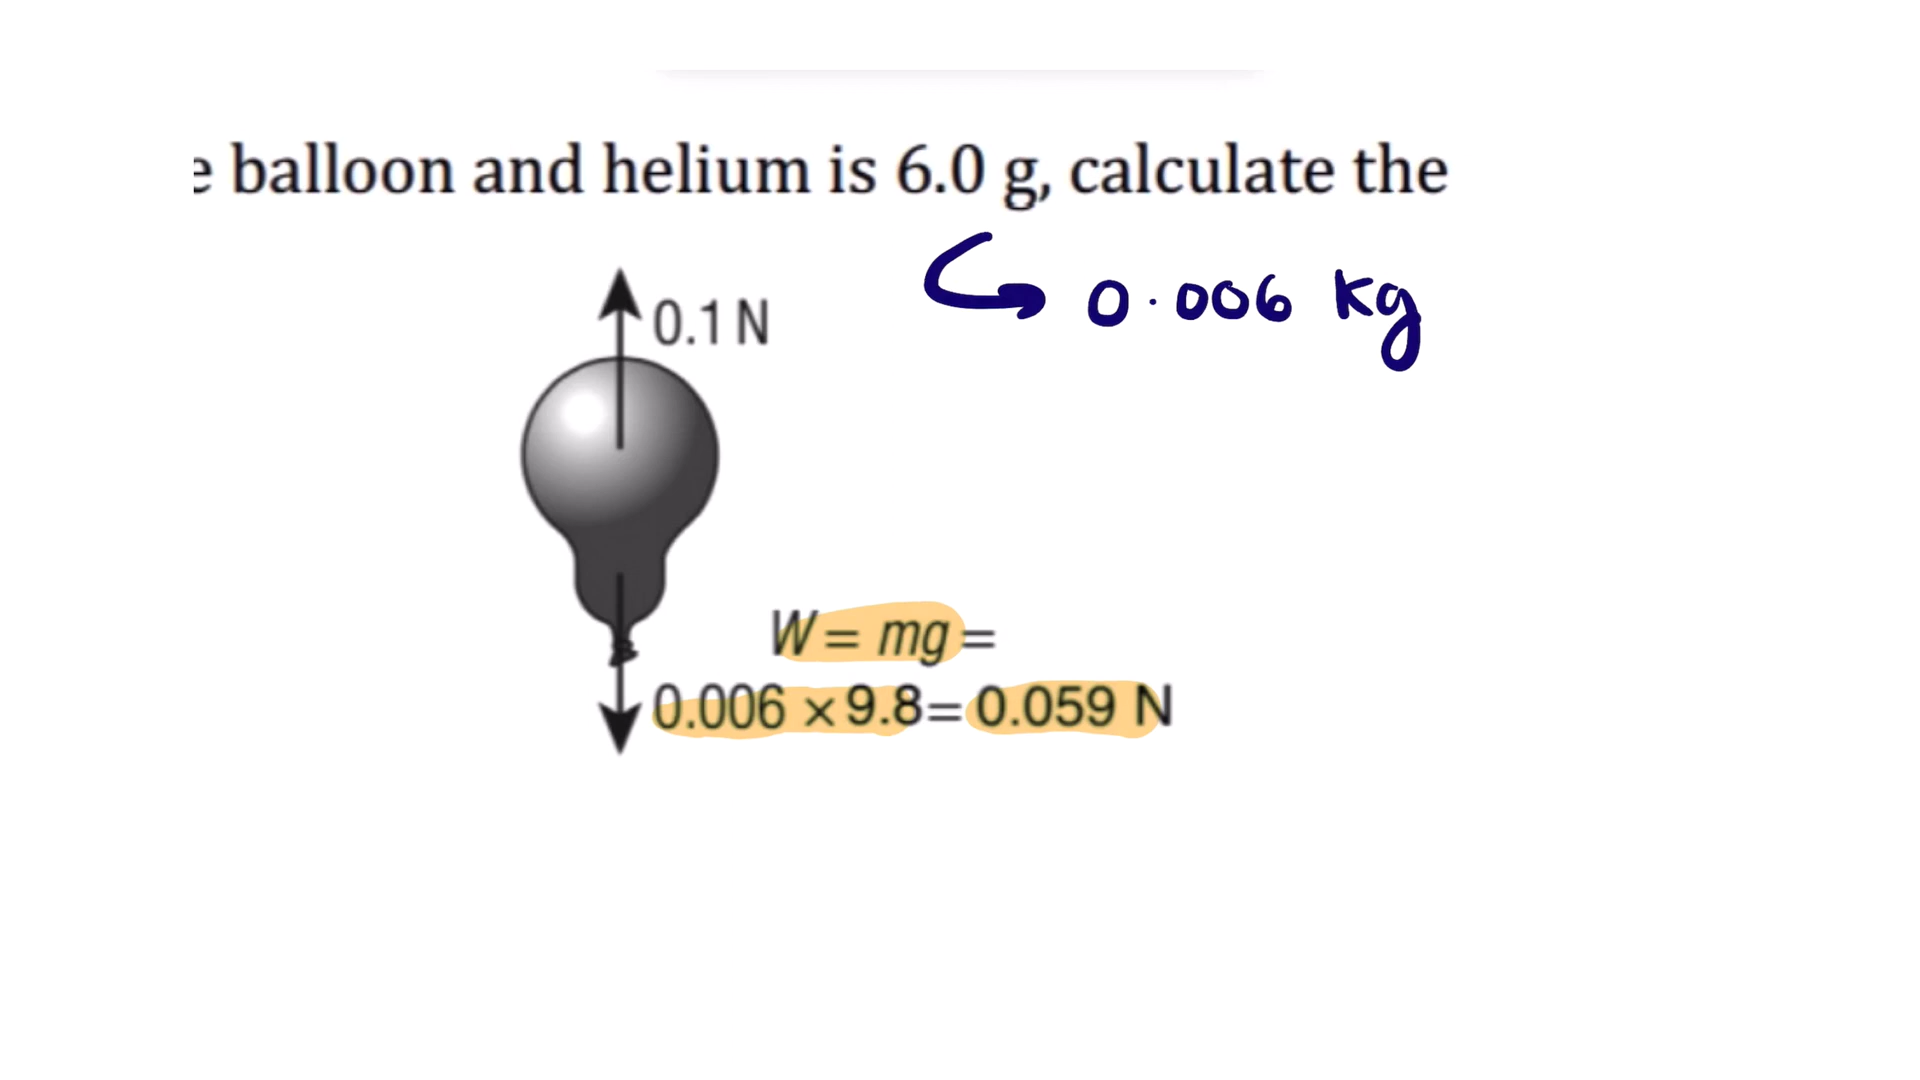 balloon and helium is 6.0 g, calculate the
0.006 kg
0.1 N
W = mg =
0.006 × 9.8 = 0.059 N